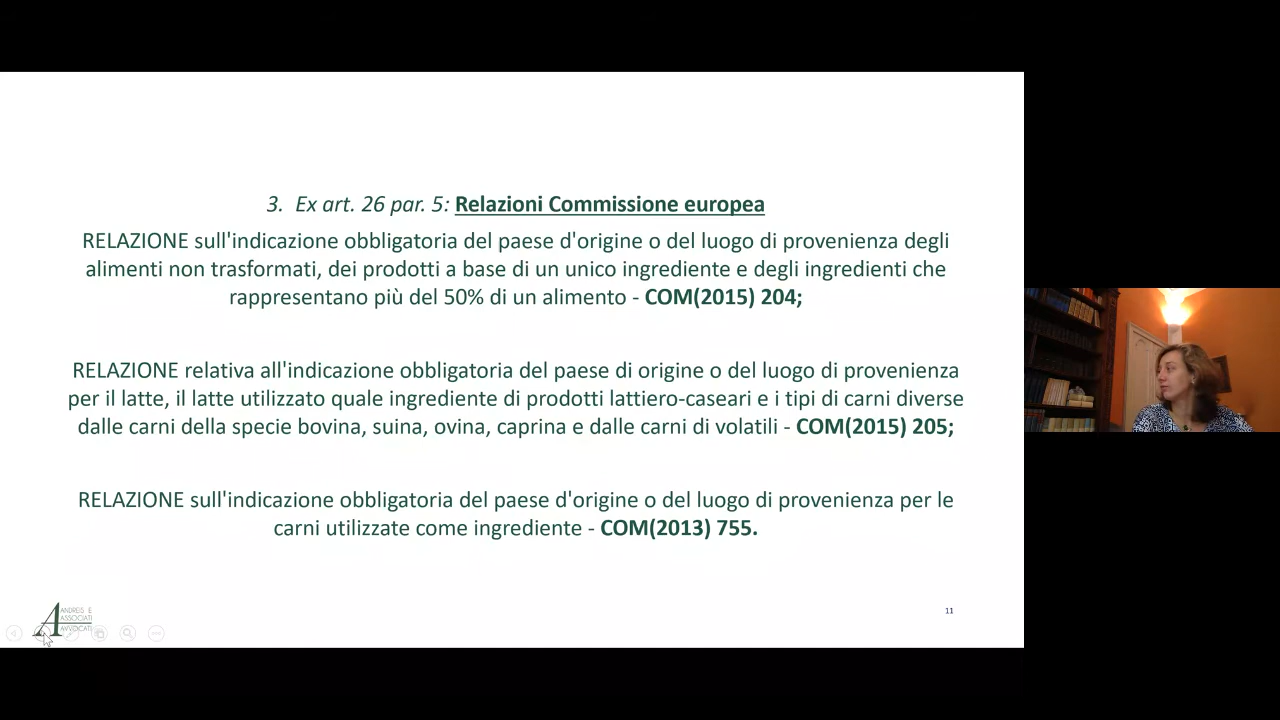 3. Ex art. 26 par. 5: Relazioni Commissione europea
RELAZIONE sull'indicazione obbligatoria del paese d'origine o del luogo di provenienza degli
alimenti non trasformati, dei prodotti a base di un unico ingrediente e degli ingredienti che
rappresentano più del 50% di un alimento - COM(2015) 204;
RELAZIONE relativa all'indicazione obbligatoria del paese di origine o del luogo di provenienza
per il latte, il latte utilizzato quale ingrediente di prodotti lattiero-caseari e i tipi di carni diverse
dalle carni della specie bovina, suina, ovina, caprina e dalle carni di volatili - COM(2015) 205;
RELAZIONE sull'indicazione obbligatoria del paese d'origine o del luogo di provenienza per le
carni utilizzate come ingrediente - COM(2013) 755.
ANDREIS E
ASSOCIATI
AVVOCATI
11